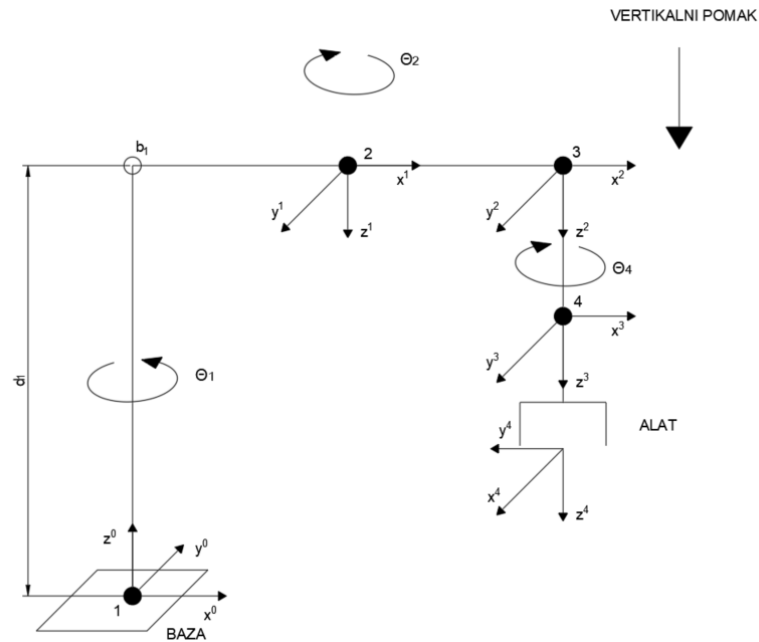 VERTIKALNI POMAK
Θ2
b1
2
3
x1
x2
y1
z1
y2
z2
Θ4
4
x3
y3
z3
Θ1
d1
ALAT
y4
x4
z4
z0
y0
1
x0
BAZA